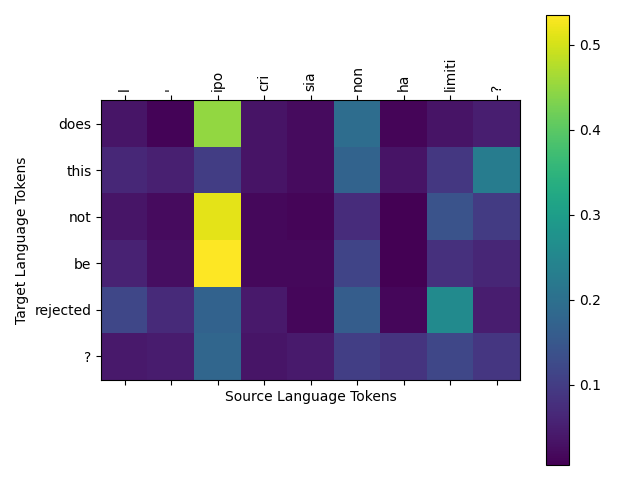 l ' ipo cri sia non ha limiti ?
does
this
not
be
rejected
?
Target Language Tokens
Source Language Tokens
0.5
0.4
0.3
0.2
0.1